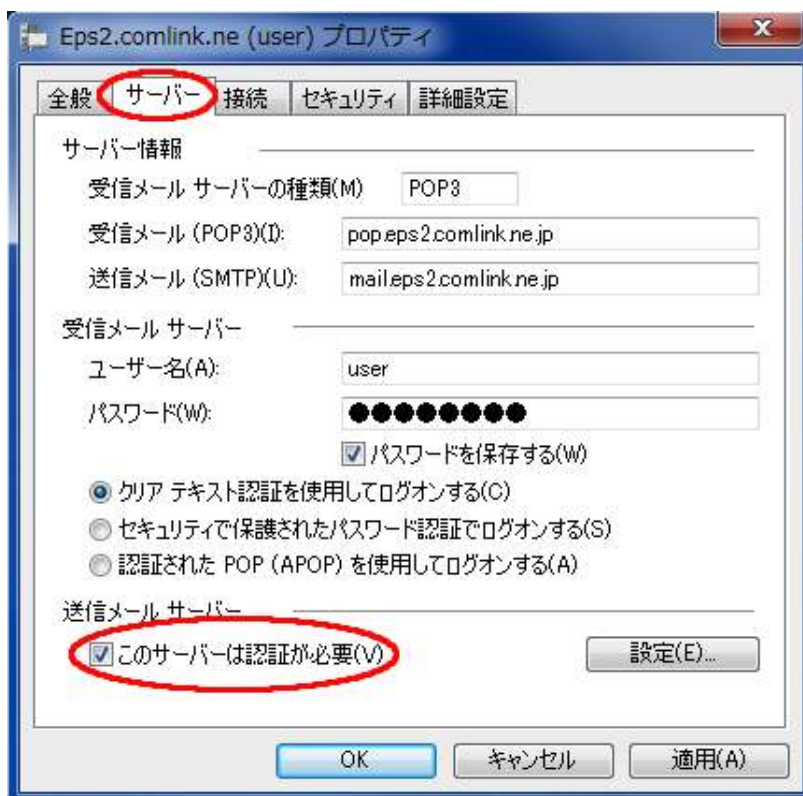 Eps2.comlink.ne (user) プロパティ
全般 サーバー 接続 セキュリティ 詳細設定
サーバー情報
受信メール サーバーの種類(M) POP3
受信メール (POP3)(I): pop.eps2.comlink.ne.jp
送信メール (SMTP)(U): mail.eps2.comlink.ne.jp
受信メール サーバー
ユーザー名(A): user
パスワード(W): ●●●●●●●●
パスワードを保存する(W)
クリア テキスト認証を使用してログオンする(C)
セキュリティで保護されたパスワード認証でログオンする(S)
認証された POP (APOP) を使用してログオンする(A)
送信メール サーバー
このサーバーは認証が必要(V) 設定(E)...
OK キャンセル 適用(A)